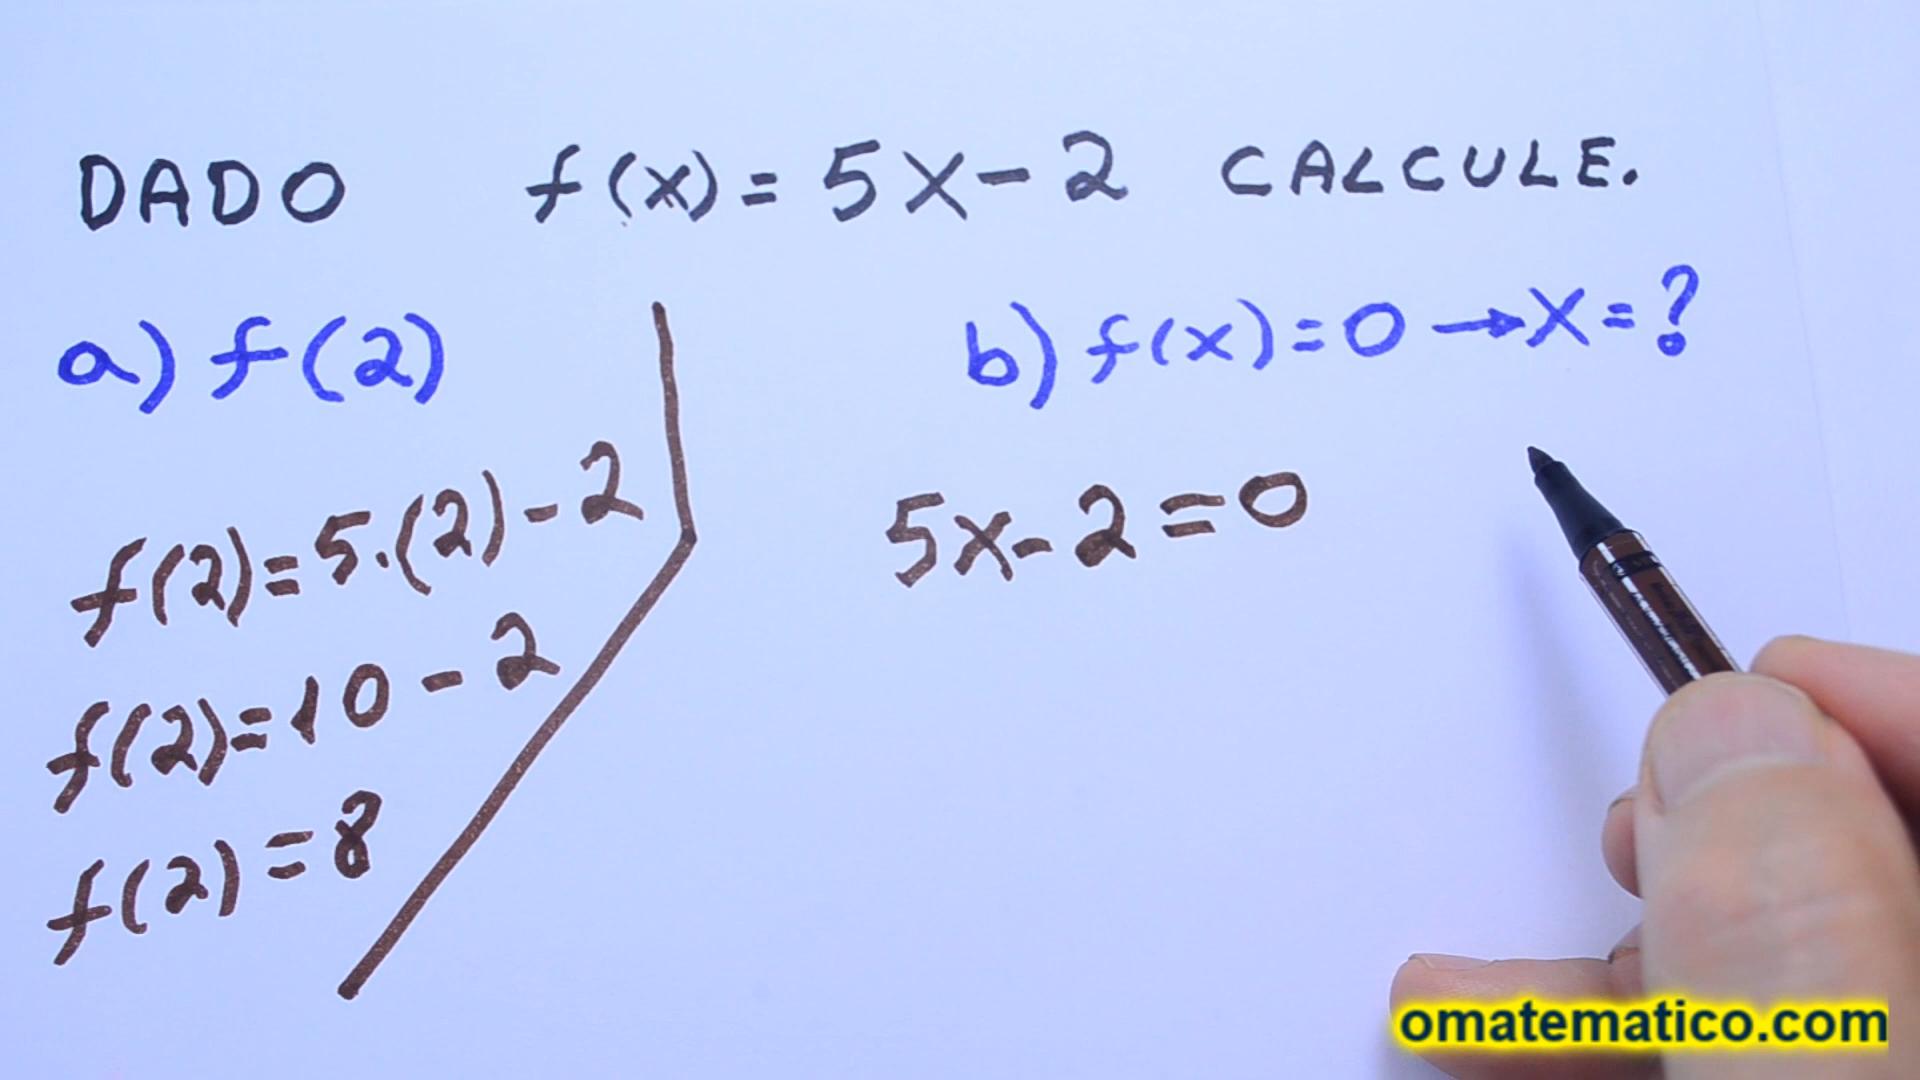 DADO f(x) = 5x - 2 CALCULE.
a) f(2)
f(2) = 5.(2) - 2
f(2) = 10 - 2
f(2) = 8
b) f(x) = 0 → x = ?
5x - 2 = 0
omatematico.com